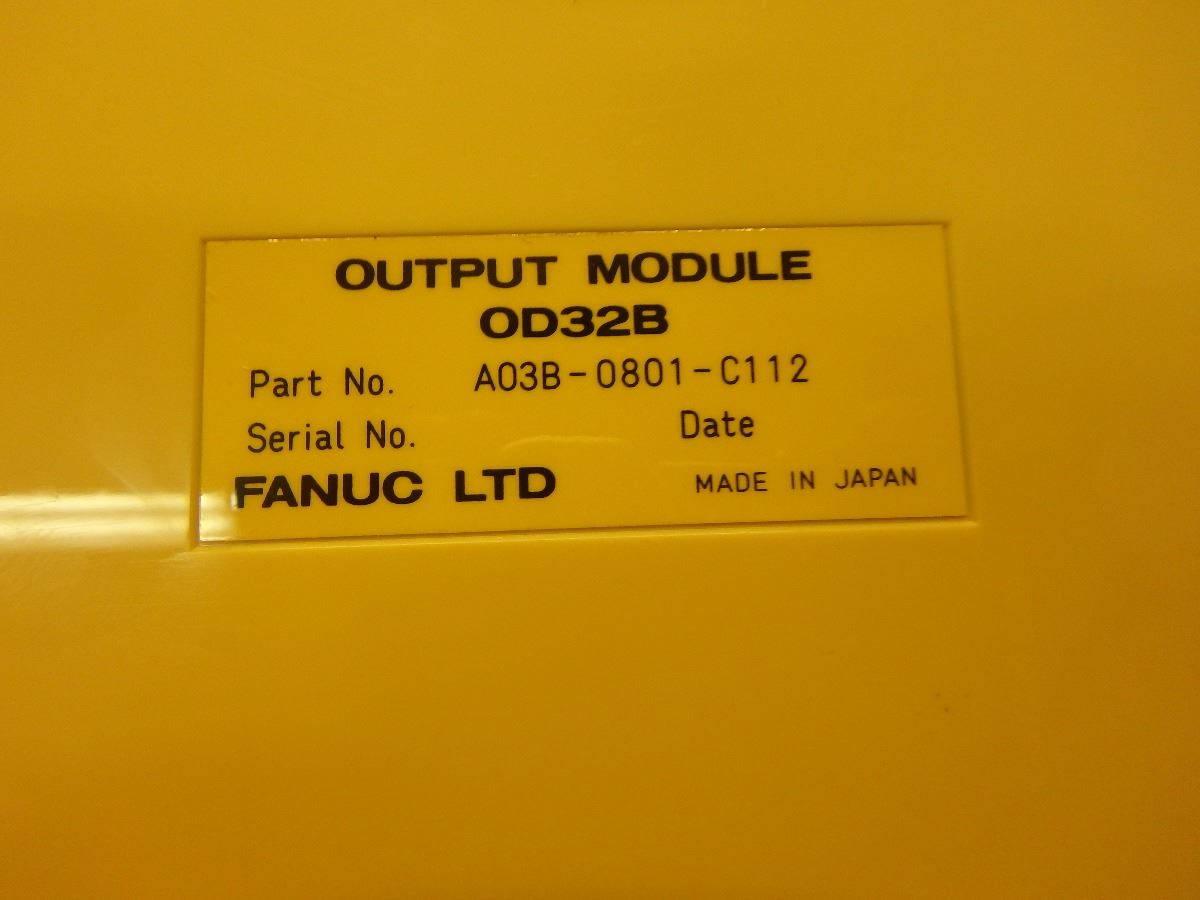 OUTPUT MODULE
OD32B
Part No. A03B-0801-C112
Serial No. Date
FANUC LTD MADE IN JAPAN